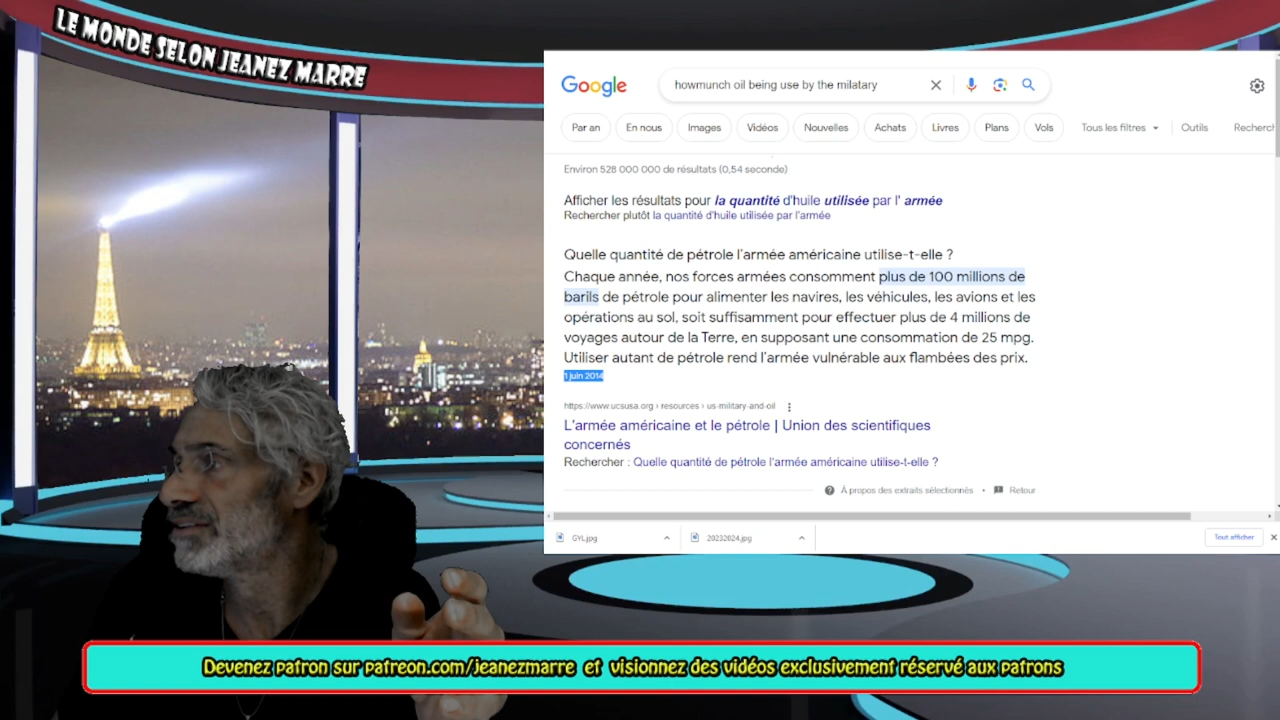 LE MONDE SELON JEANEZ MARRE
Google
howmunch oil being use by the milatary
Par an En nous Images Vidéos Nouvelles Achats Livres Plans Vols Tous les filtres Outils Recherch
Environ 528 000 000 de résultats (0,54 seconde)
Afficher les résultats pour la quantité d'huile utilisée par l' armée
Rechercher plutôt la quantité d'huile utilisée par l'armée
Quelle quantité de pétrole l'armée américaine utilise-t-elle ?
Chaque année, nos forces armées consomment plus de 100 millions de
barils de pétrole pour alimenter les navires, les véhicules, les avions et les
opérations au sol, soit suffisamment pour effectuer plus de 4 millions de
voyages autour de la Terre, en supposant une consommation de 25 mpg.
Utiliser autant de pétrole rend l'armée vulnérable aux flambées des prix.
1 juin 2014
https://www.ucsusa.org › resources › us-military-and-oil
L'armée américaine et le pétrole | Union des scientifiques
concernés
Rechercher : Quelle quantité de pétrole l'armée américaine utilise-t-elle ?
À propos des extraits sélectionnés • Retour
GYL.jpg 20232024.jpg Tout afficher
Devenez patron sur patreon.com/jeanezmarre et visionnez des vidéos exclusivement réservé aux patrons